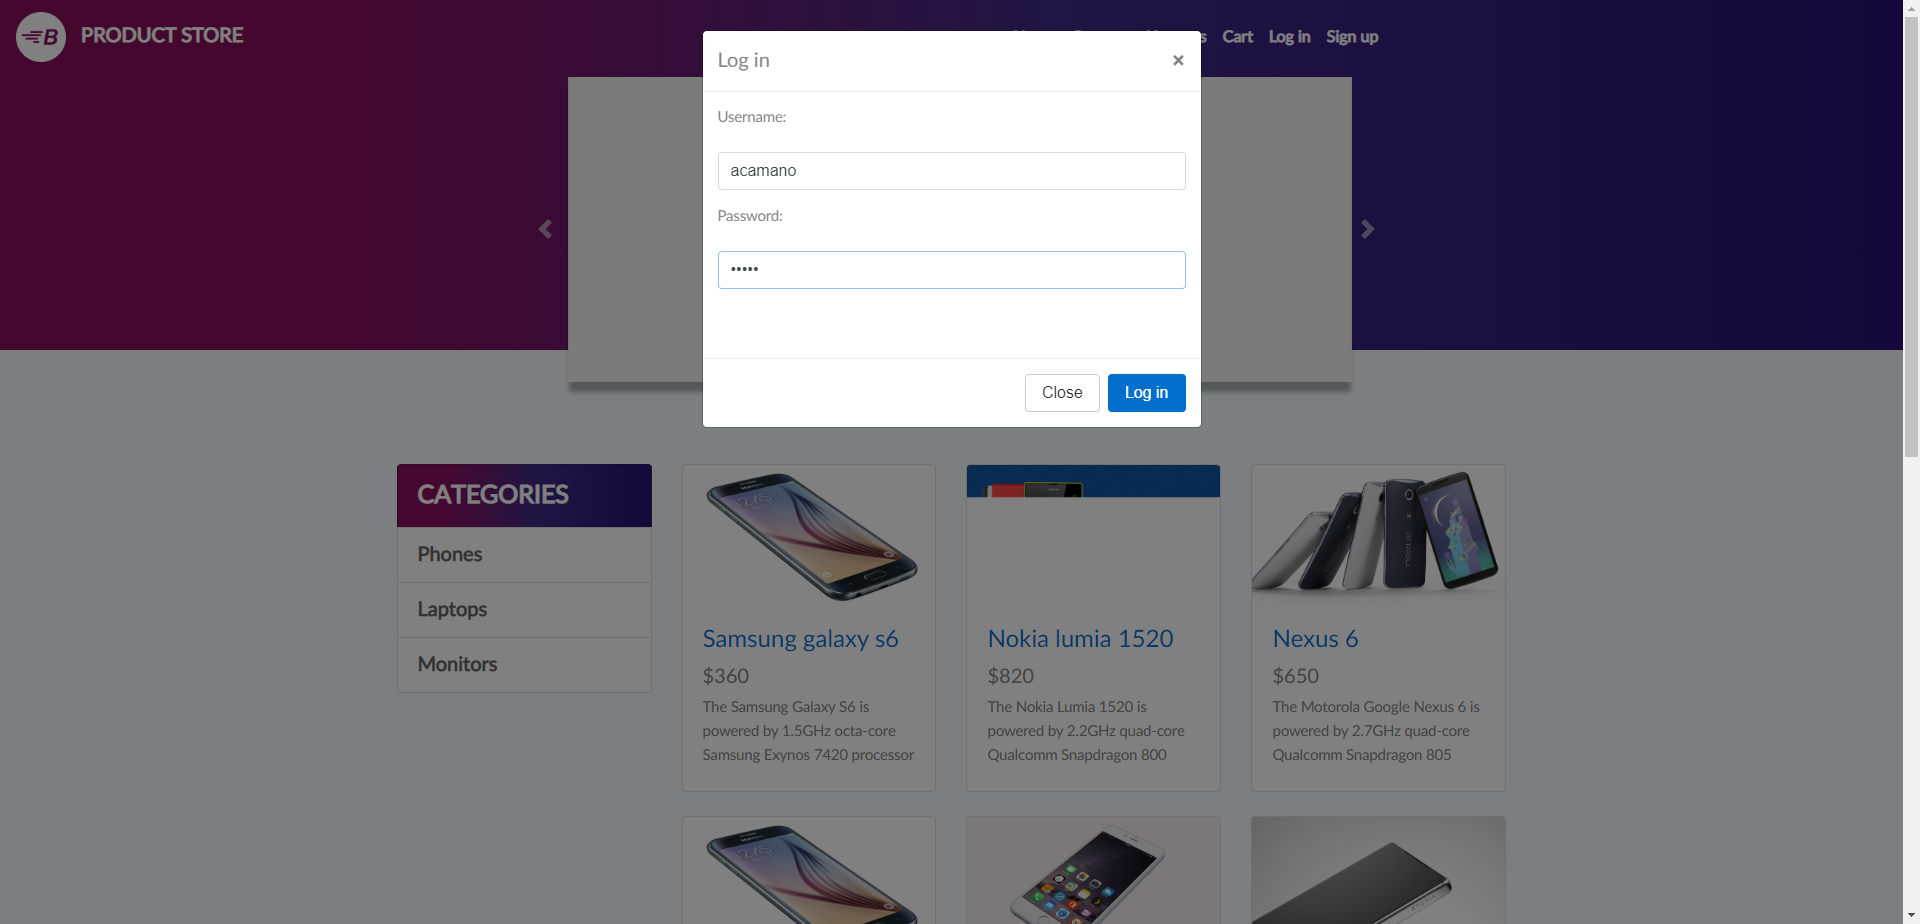 B PRODUCT STORE
Cart Log in Sign up
Log in ×
Username:
acamano
Password:
•••••
Close Log in
CATEGORIES
Phones
Laptops
Monitors
Samsung galaxy s6
$360
The Samsung Galaxy S6 is
powered by 1.5GHz octa-core
Samsung Exynos 7420 processor
Nokia lumia 1520
$820
The Nokia Lumia 1520 is
powered by 2.2GHz quad-core
Qualcomm Snapdragon 800
Nexus 6
$650
The Motorola Google Nexus 6 is
powered by 2.7GHz quad-core
Qualcomm Snapdragon 805